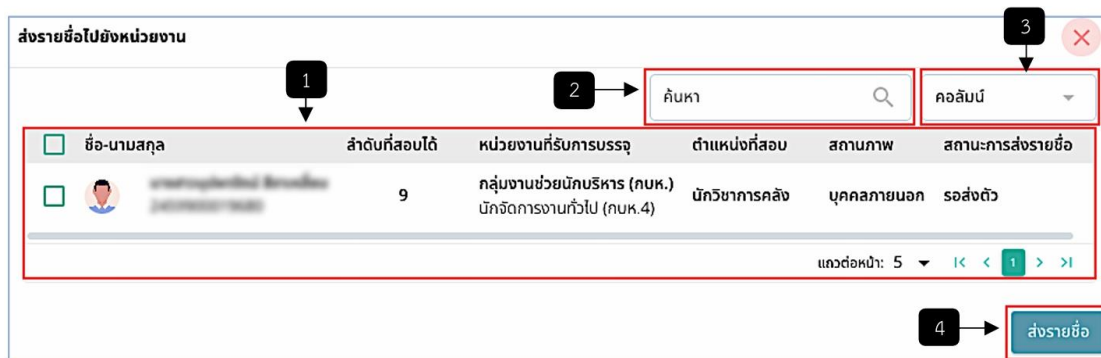 ส่งรายชื่อไปยังหน่วยงาน
3
1
2
ค้นหา
คอลัมน์
ชื่อ-นามสกุล ลำดับที่สอบได้ หน่วยงานที่รับการบรรจุ ตำแหน่งที่สอบ สถานภาพ สถานะการส่งรายชื่อ
9 กลุ่มงานช่วยนักบริหาร (กบห.) นักวิชาการคลัง บุคคลภายนอก รอส่งตัว
นักจัดการงานทั่วไป (กบห.4)
แถวต่อหน้า: 5 1
4
ส่งรายชื่อ